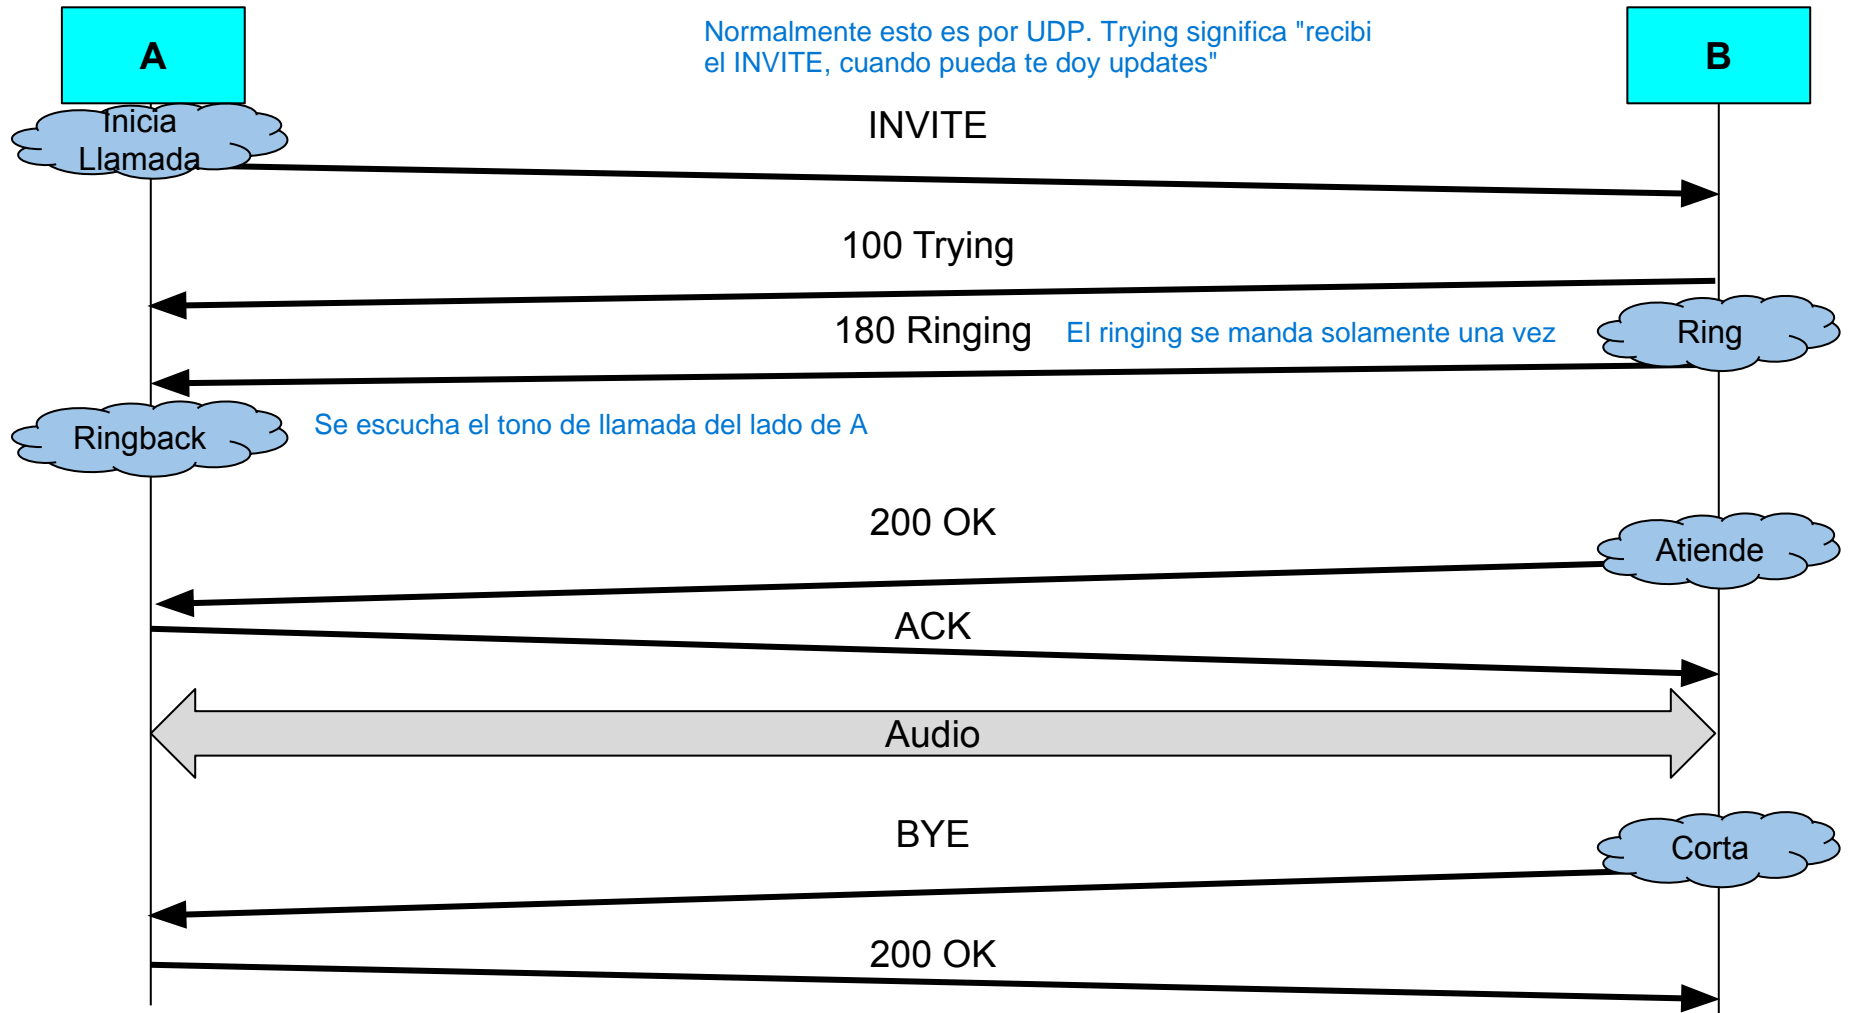 A
Normalmente esto es por UDP. Trying significa "recibi
el INVITE, cuando pueda te doy updates"
B
Inicia
Llamada
INVITE
100 Trying
180 Ringing
El ringing se manda solamente una vez
Ring
Ringback
Se escucha el tono de llamada del lado de A
200 OK
Atiende
ACK
Audio
BYE
Corta
200 OK